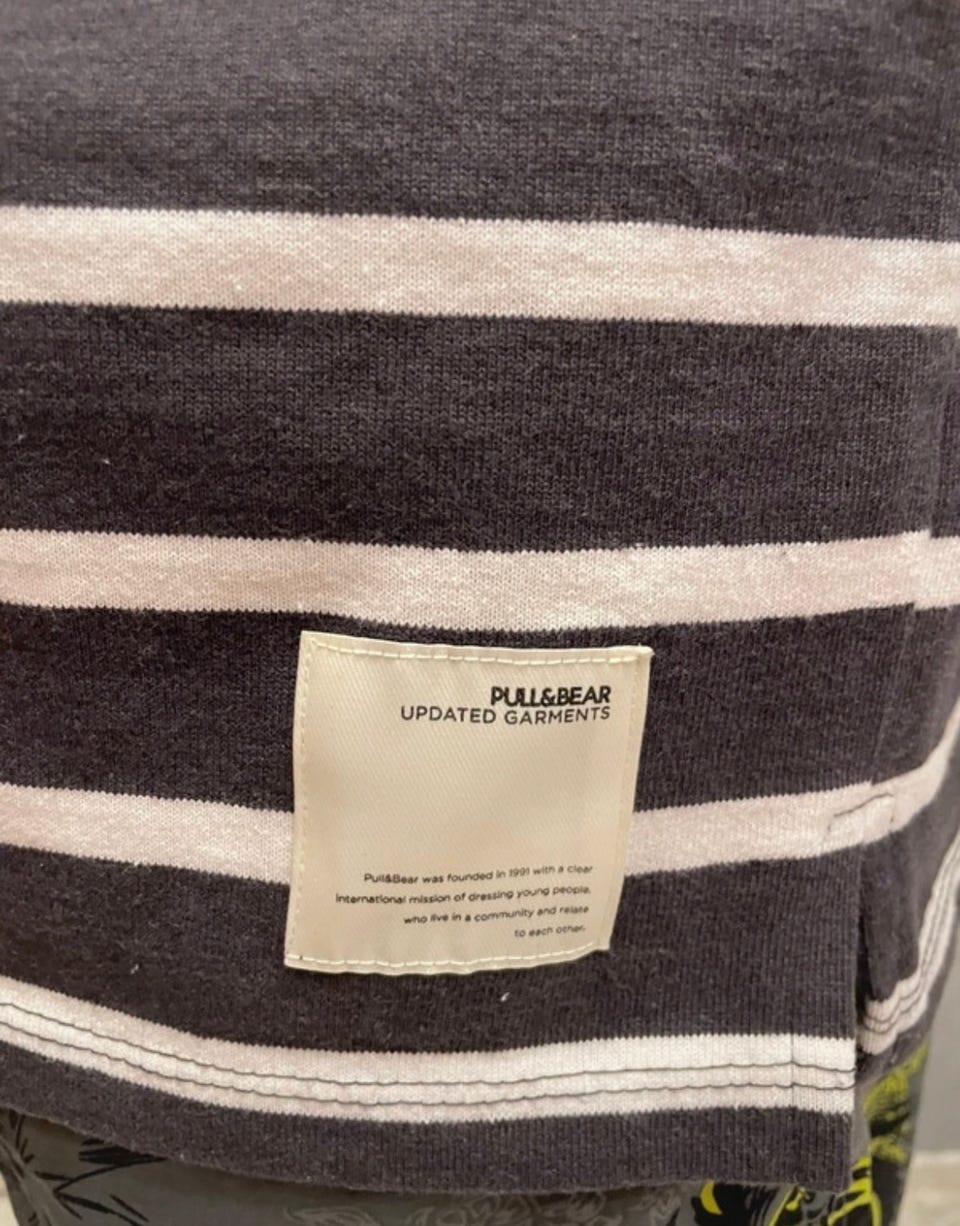 PULL&BEAR
UPDATED GARMENTS
Pull&Bear was founded in 1991 with a clear
international mission of dressing young people,
who live in a community and relate
to each other.